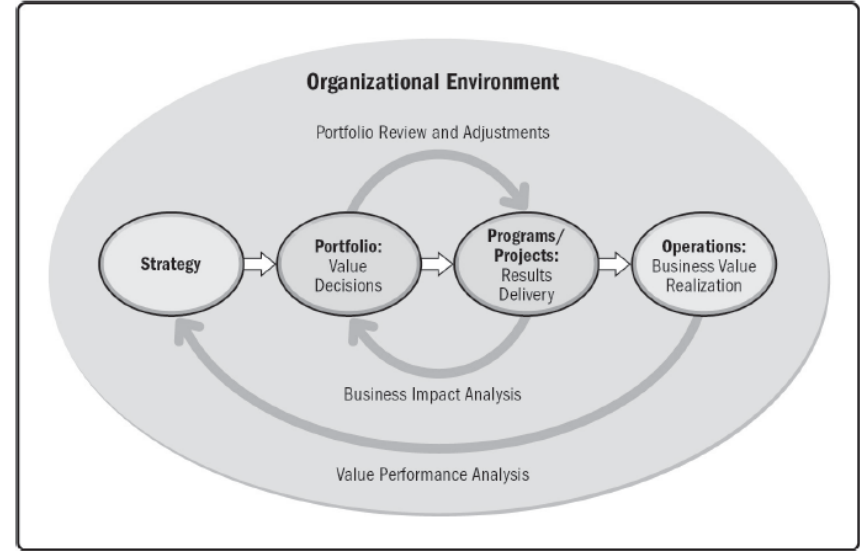 Organizational Environment
Portfolio Review and Adjustments
Strategy
Portfolio:
Value
Decisions
Programs/
Projects:
Results
Delivery
Operations:
Business Value
Realization
Business Impact Analysis
Value Performance Analysis